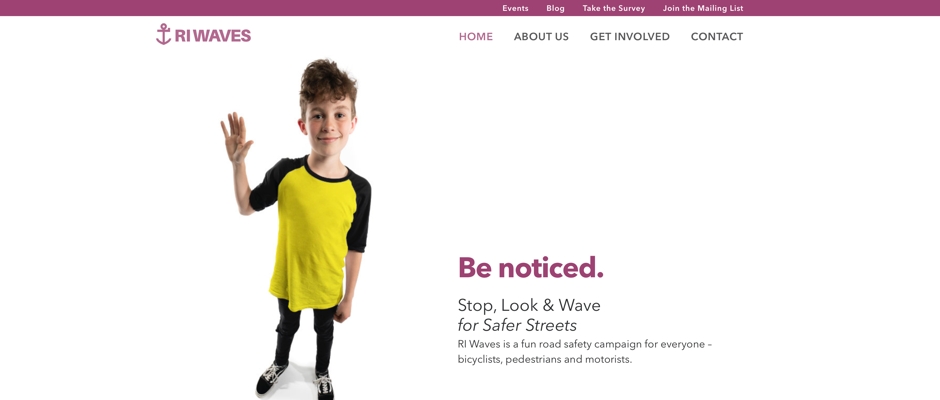 Events Blog Take the Survey Join the Mailing List
RI WAVES HOME ABOUT US GET INVOLVED CONTACT
Be noticed.
Stop, Look & Wave
for Safer Streets
RI Waves is a fun road safety campaign for everyone –
bicyclists, pedestrians and motorists.